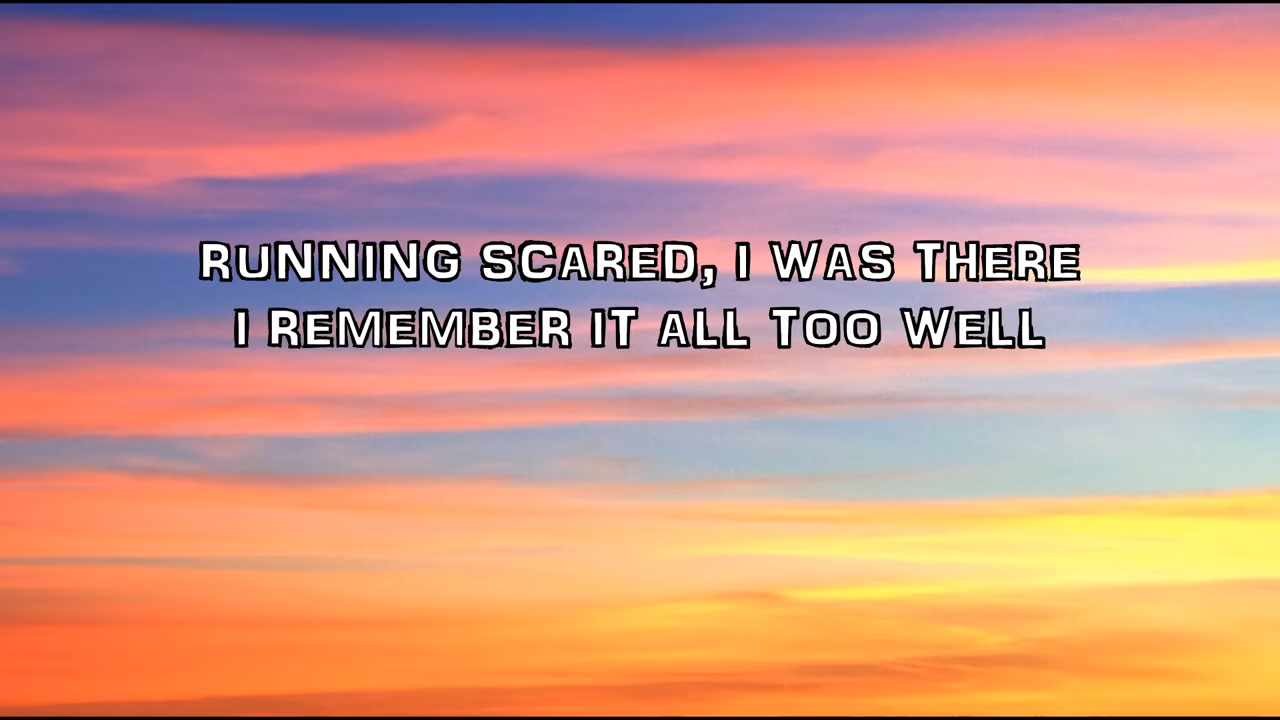 RUNNING SCARED, I WAS THERE
I REMEMBER IT ALL TOO WELL